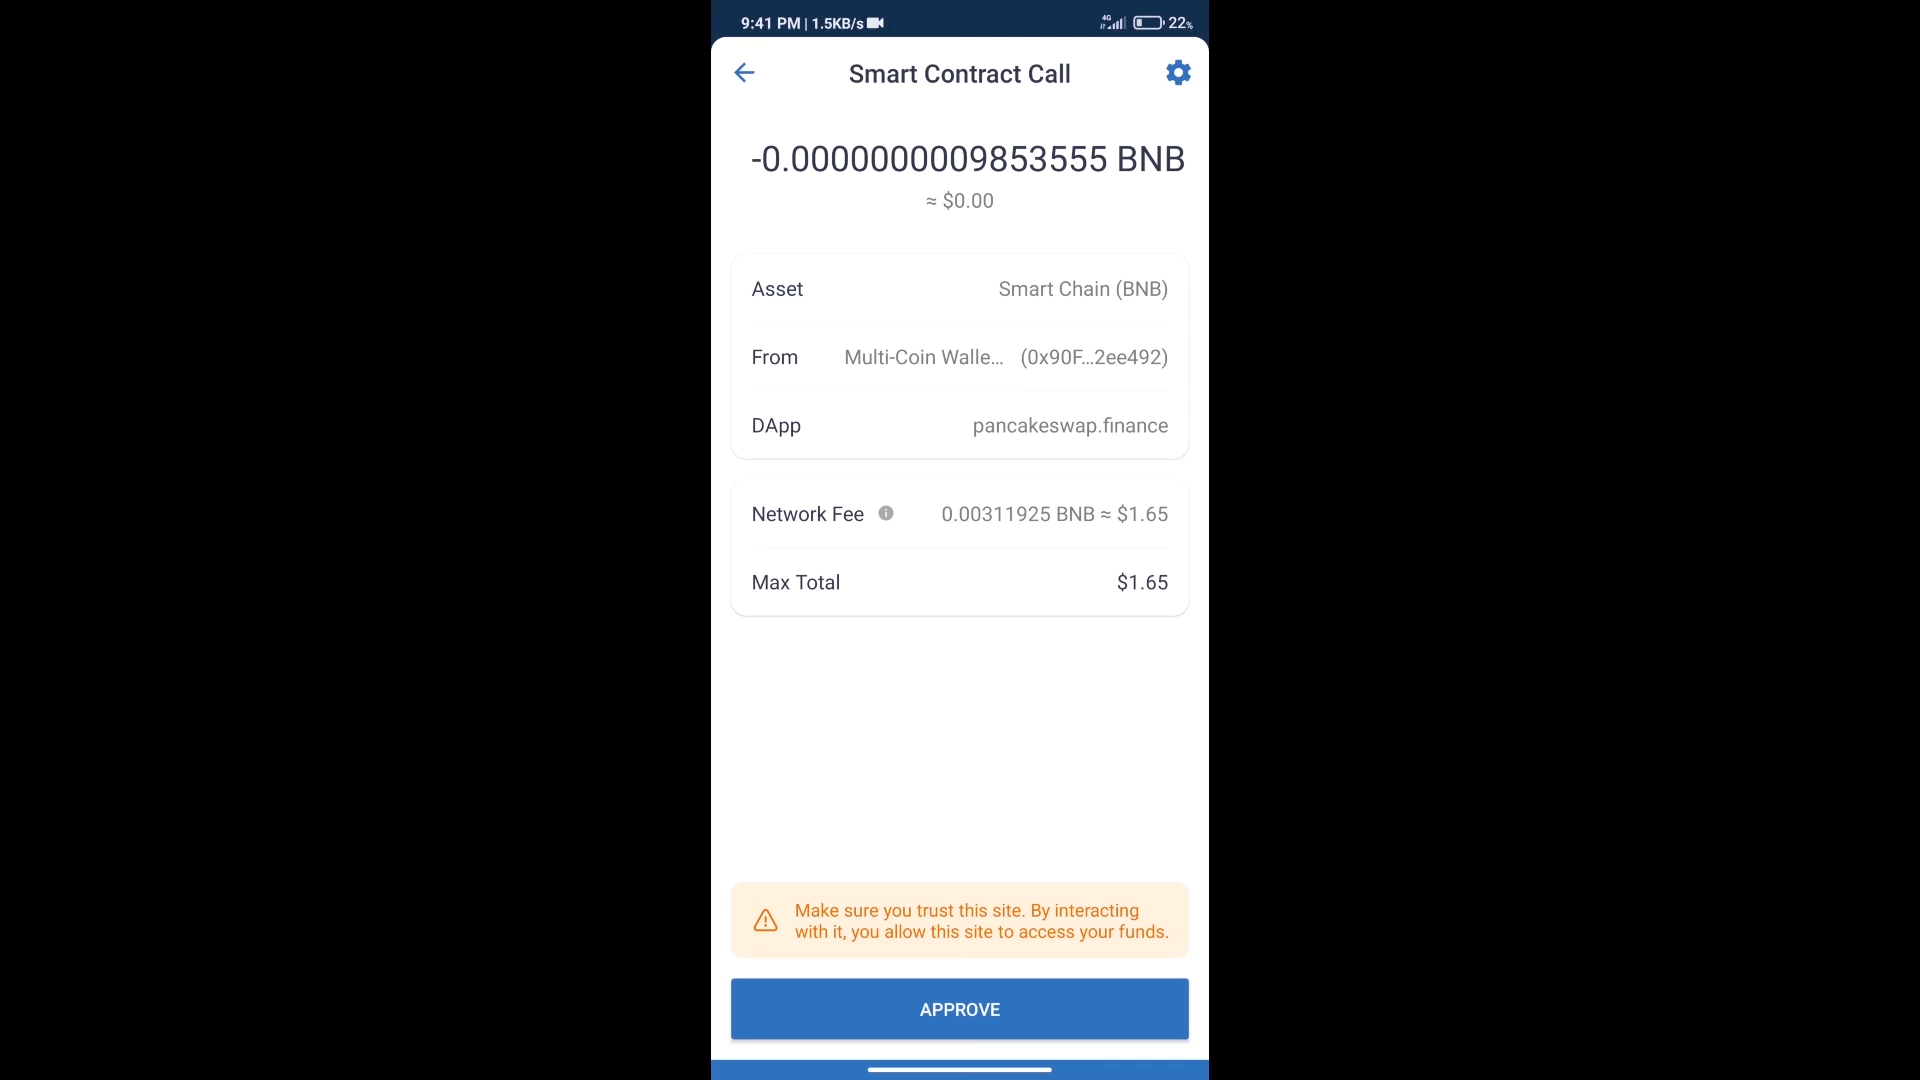 9:41 PM | 1.5KB/s 4G 22%
Smart Contract Call
-0.0000000009853555 BNB
≈ $0.00
Asset Smart Chain (BNB)
From Multi-Coin Walle... (0x90F...2ee492)
DApp pancakeswap.finance
Network Fee 0.00311925 BNB ≈ $1.65
Max Total $1.65
Make sure you trust this site. By interacting
with it, you allow this site to access your funds.
APPROVE